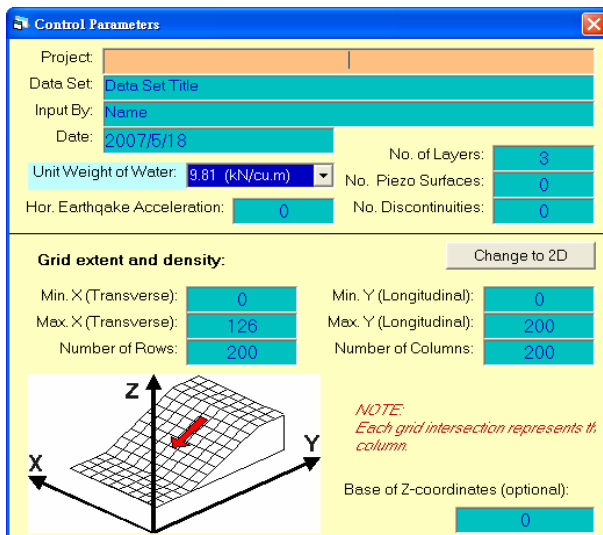 Control Parameters
Project:
Data Set: Data Set Title
Input By: Name
Date: 2007/5/18
No. of Layers: 3
Unit Weight of Water: 9.81 (kN/cu.m)
No. Piezo Surfaces: 0
Hor. Earthqake Acceleration: 0
No. Discontinuities: 0
Grid extent and density:
Change to 2D
Min. X (Transverse): 0
Min. Y (Longitudinal): 0
Max. X (Transverse): 126
Max. Y (Longitudinal): 200
Number of Rows: 200
Number of Columns: 200
Z
X
Y
NOTE:
Each grid intersection represents th
column.
Base of Z-coordinates (optional):
0